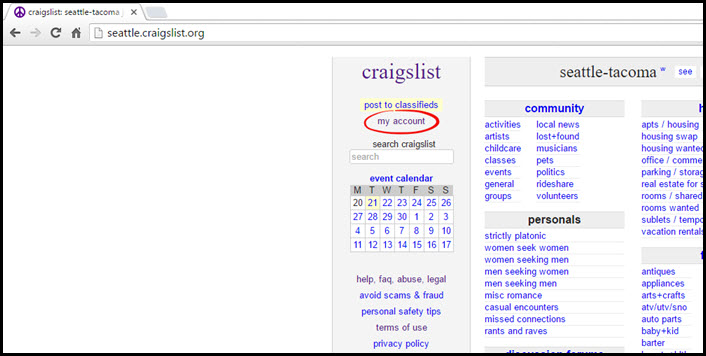 craigslist: seattle-tacoma
seattle.craigslist.org
craigslist
post to classifieds
my account
search craigslist
search
event calendar
M T W T F S S
20 21 22 23 24 25 26
27 28 29 30 1 2 3
4 5 6 7 8 9 10
11 12 13 14 15 16 17
help, faq, abuse, legal
avoid scams & fraud
personal safety tips
terms of use
privacy policy
seattle-tacoma w see
community
activities
artists
childcare
classes
events
general
groups
local news
lost+found
musicians
pets
politics
rideshare
volunteers
personals
strictly platonic
women seek women
women seeking men
men seeking women
men seeking men
misc romance
casual encounters
missed connections
rants and raves
discussion forums
apts / housing
housing swap
housing wanted
office / comme
parking / storag
real estate for s
rooms / shared
rooms wanted
sublets / tempo
vacation rentals
antiques
appliances
arts+crafts
atv/utv/sno
auto parts
baby+kid
barter